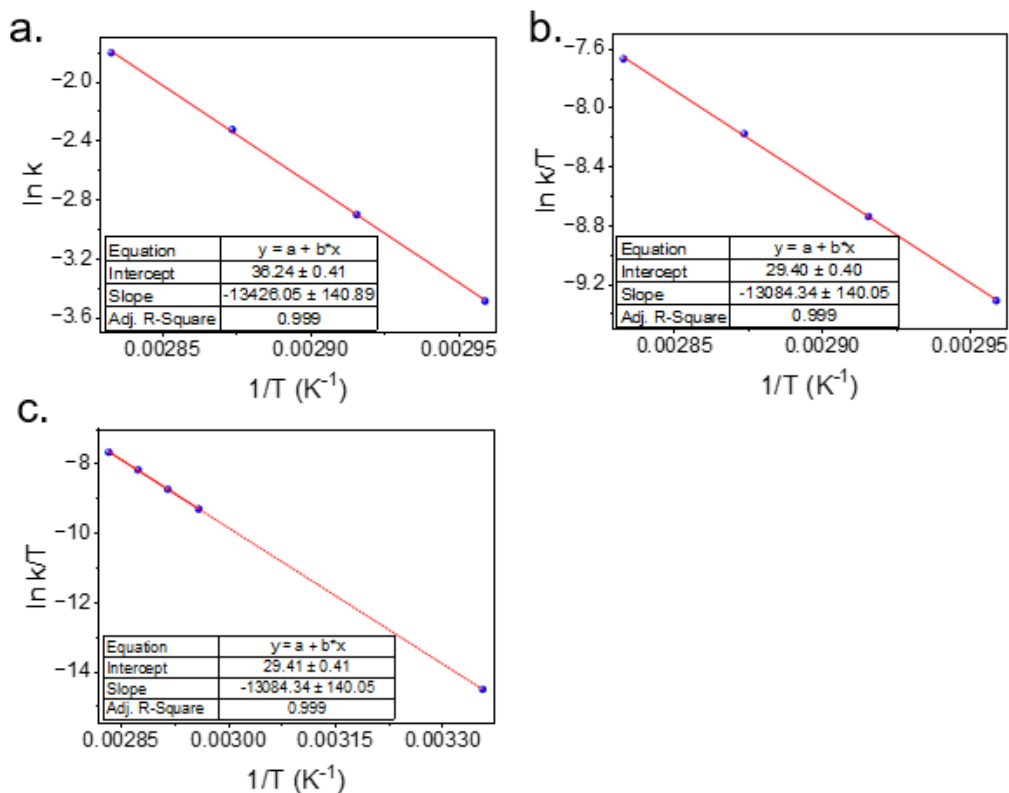 a.
ln k
−2.0
−2.4
−2.8
−3.2
−3.6
Equation y = a + b*x
Intercept 36.24 ± 0.41
Slope -13426.05 ± 140.89
Adj. R-Square 0.999
0.00285 0.00290 0.00295
1/T (K⁻¹)
b.
ln k/T
−7.6
−8.0
−8.4
−8.8
−9.2
Equation y = a + b*x
Intercept 29.40 ± 0.40
Slope -13084.34 ± 140.05
Adj. R-Square 0.999
0.00285 0.00290 0.00295
1/T (K⁻¹)
c.
ln k/T
−8
−10
−12
−14
Equation y = a + b*x
Intercept 29.41 ± 0.41
Slope -13084.34 ± 140.05
Adj. R-Square 0.999
0.00285 0.00300 0.00315 0.00330
1/T (K⁻¹)